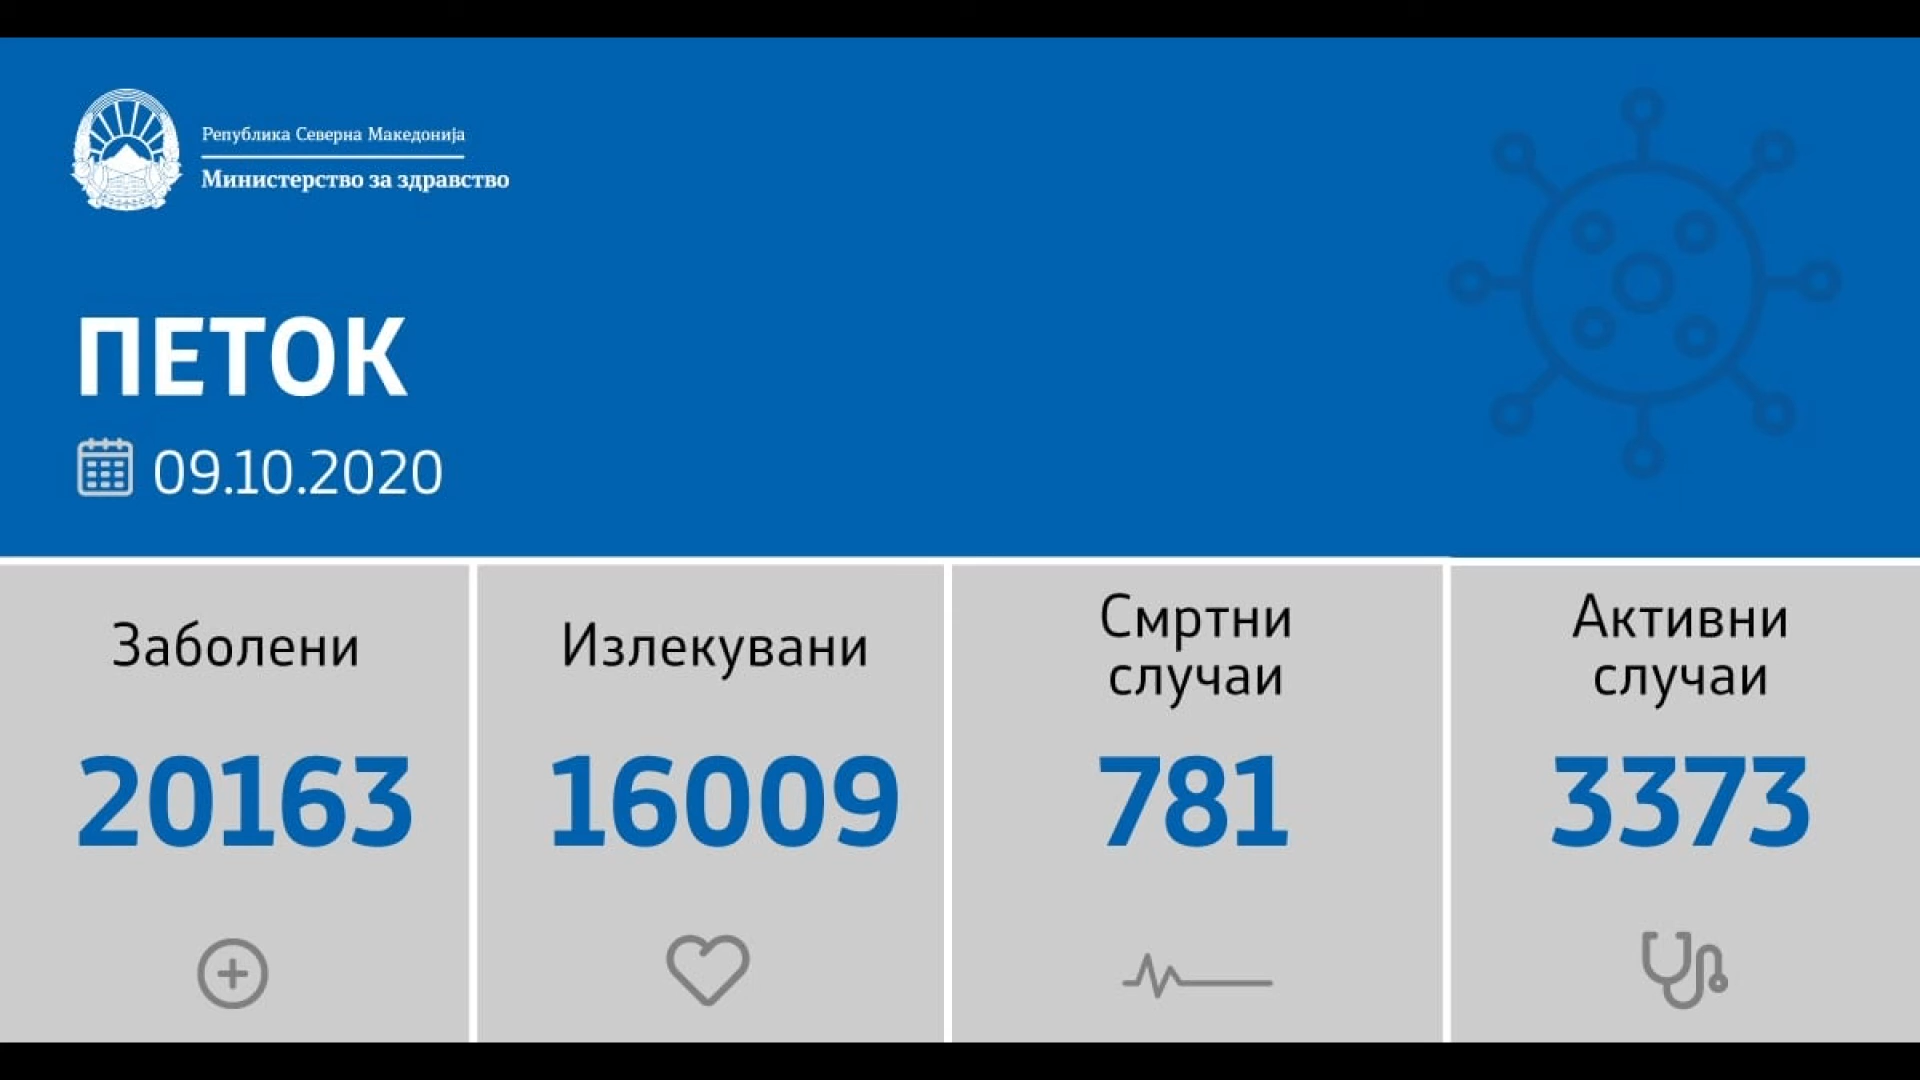 Република Северна Македонија
Министерство за здравство
ПЕТОК
09.10.2020
Заболени
20163
Излекувани
16009
Смртни
случаи
781
Активни
случаи
3373